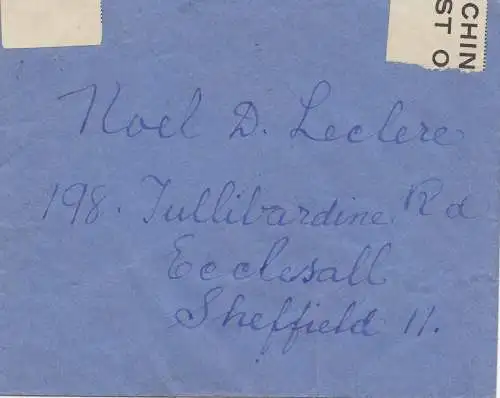 CHIN
ST O
Noel D. Leclere
198. Tullibardine Rd
Ecclesall
Sheffield 11.